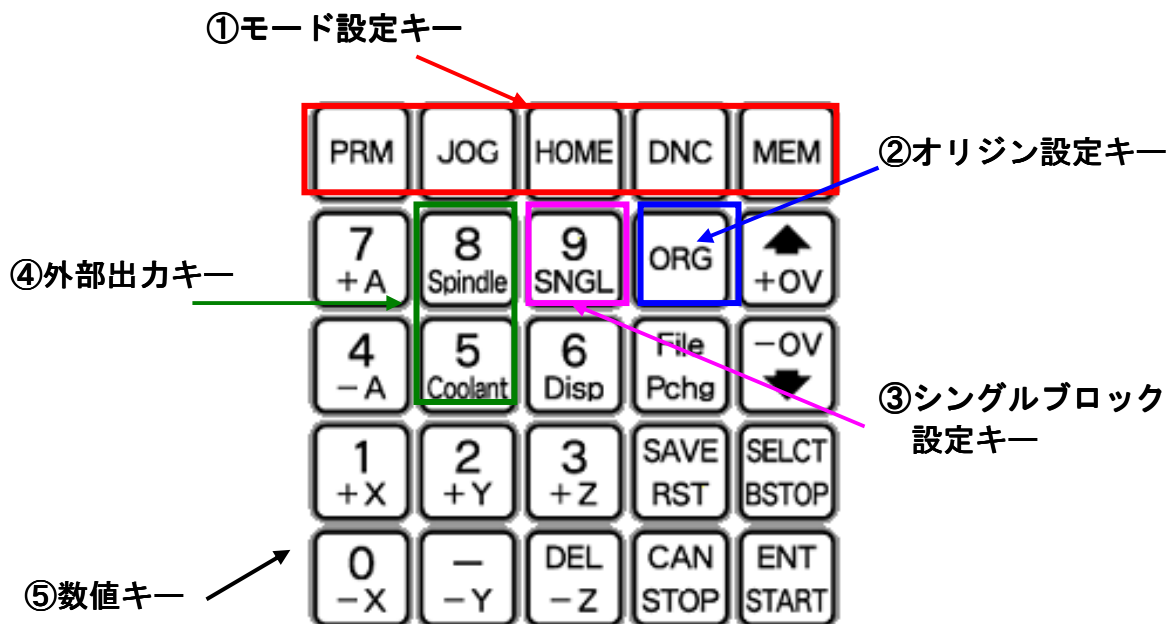 ①モード設定キー
PRM JOG HOME DNC MEM
②オリジン設定キー
7 8 9 ORG
+A Spindle SNGL +OV
④外部出力キー
4 5 6 File −OV
−A Coolant Disp Pchg
③シングルブロック
設定キー
1 2 3 SAVE SELCT
+X +Y +Z RST BSTOP
0 − DEL CAN ENT
−X −Y −Z STOP START
⑤数値キー